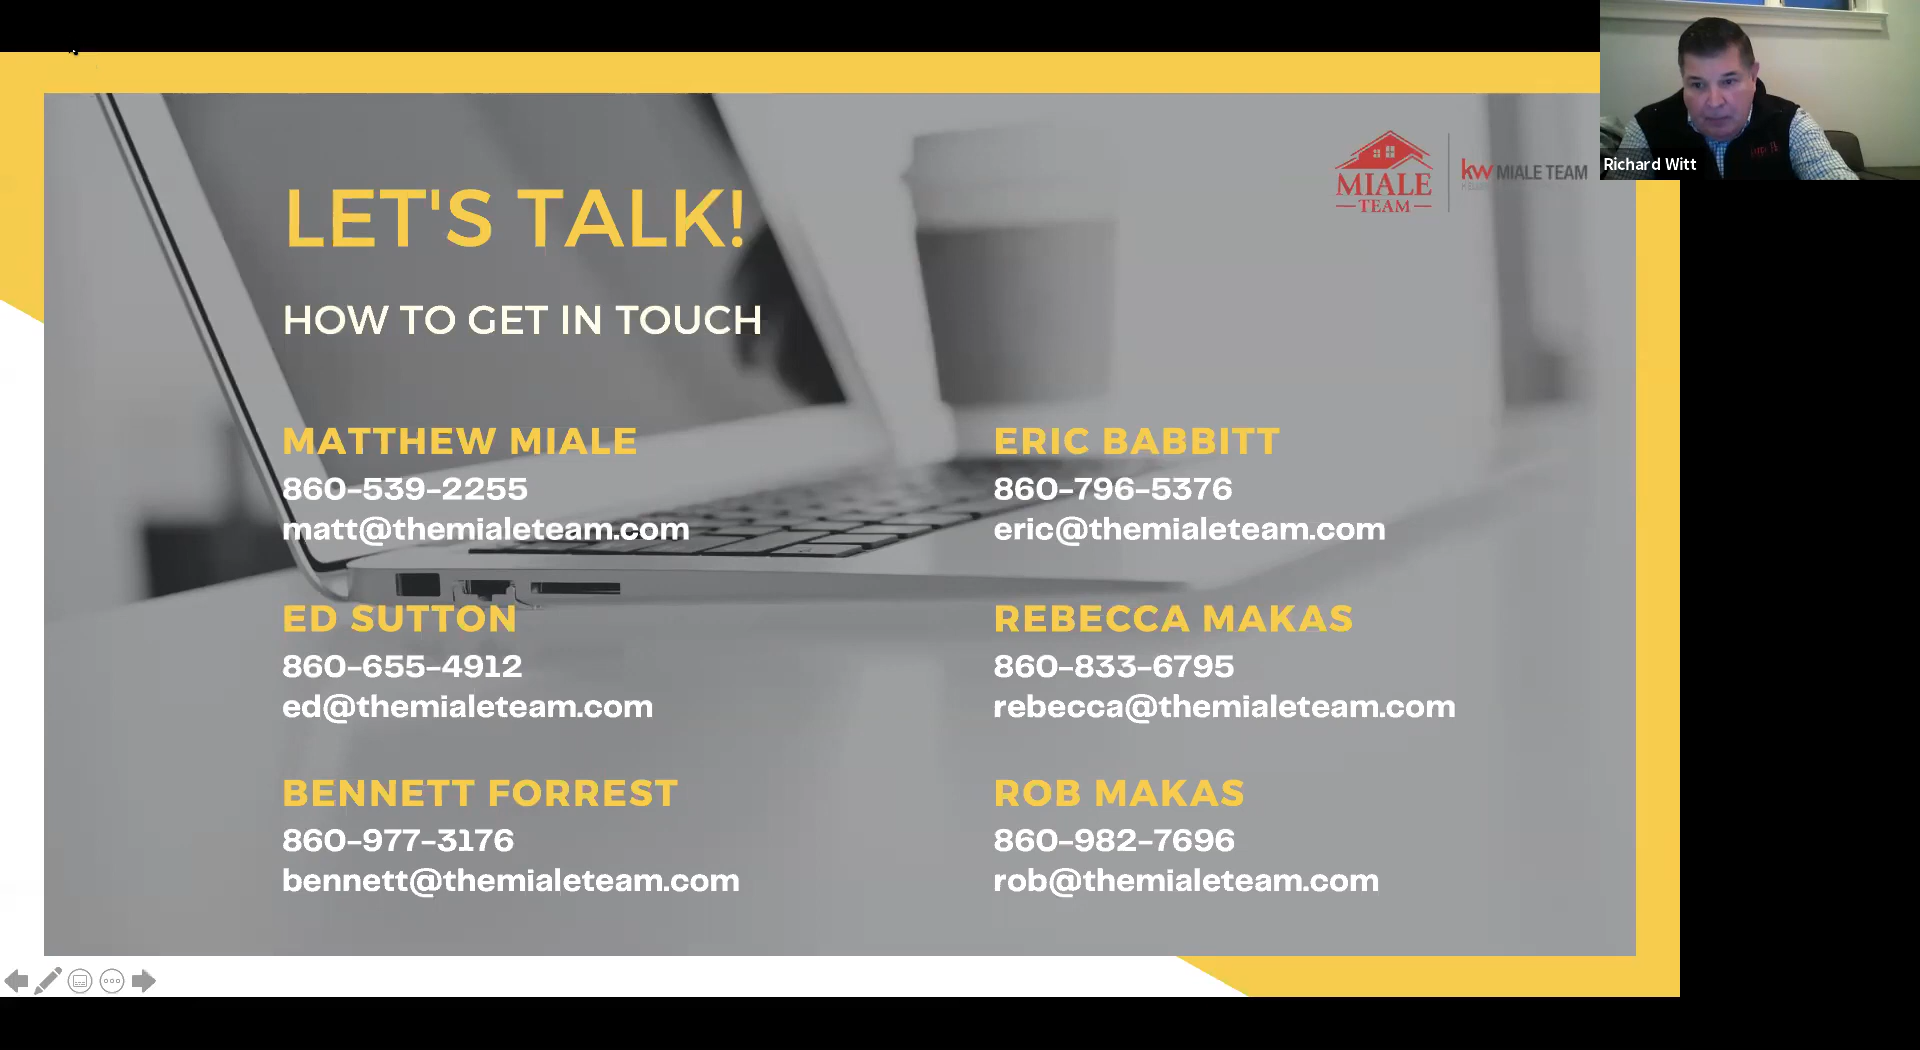 LET'S TALK!
HOW TO GET IN TOUCH
MIALE
TEAM
kw MIALE TEAM
Richard Witt
MATTHEW MIALE
860-539-2255
matt@themialeteam.com
ERIC BABBITT
860-796-5376
eric@themialeteam.com
ED SUTTON
860-655-4912
ed@themialeteam.com
REBECCA MAKAS
860-833-6795
rebecca@themialeteam.com
BENNETT FORREST
860-977-3176
bennett@themialeteam.com
ROB MAKAS
860-982-7696
rob@themialeteam.com